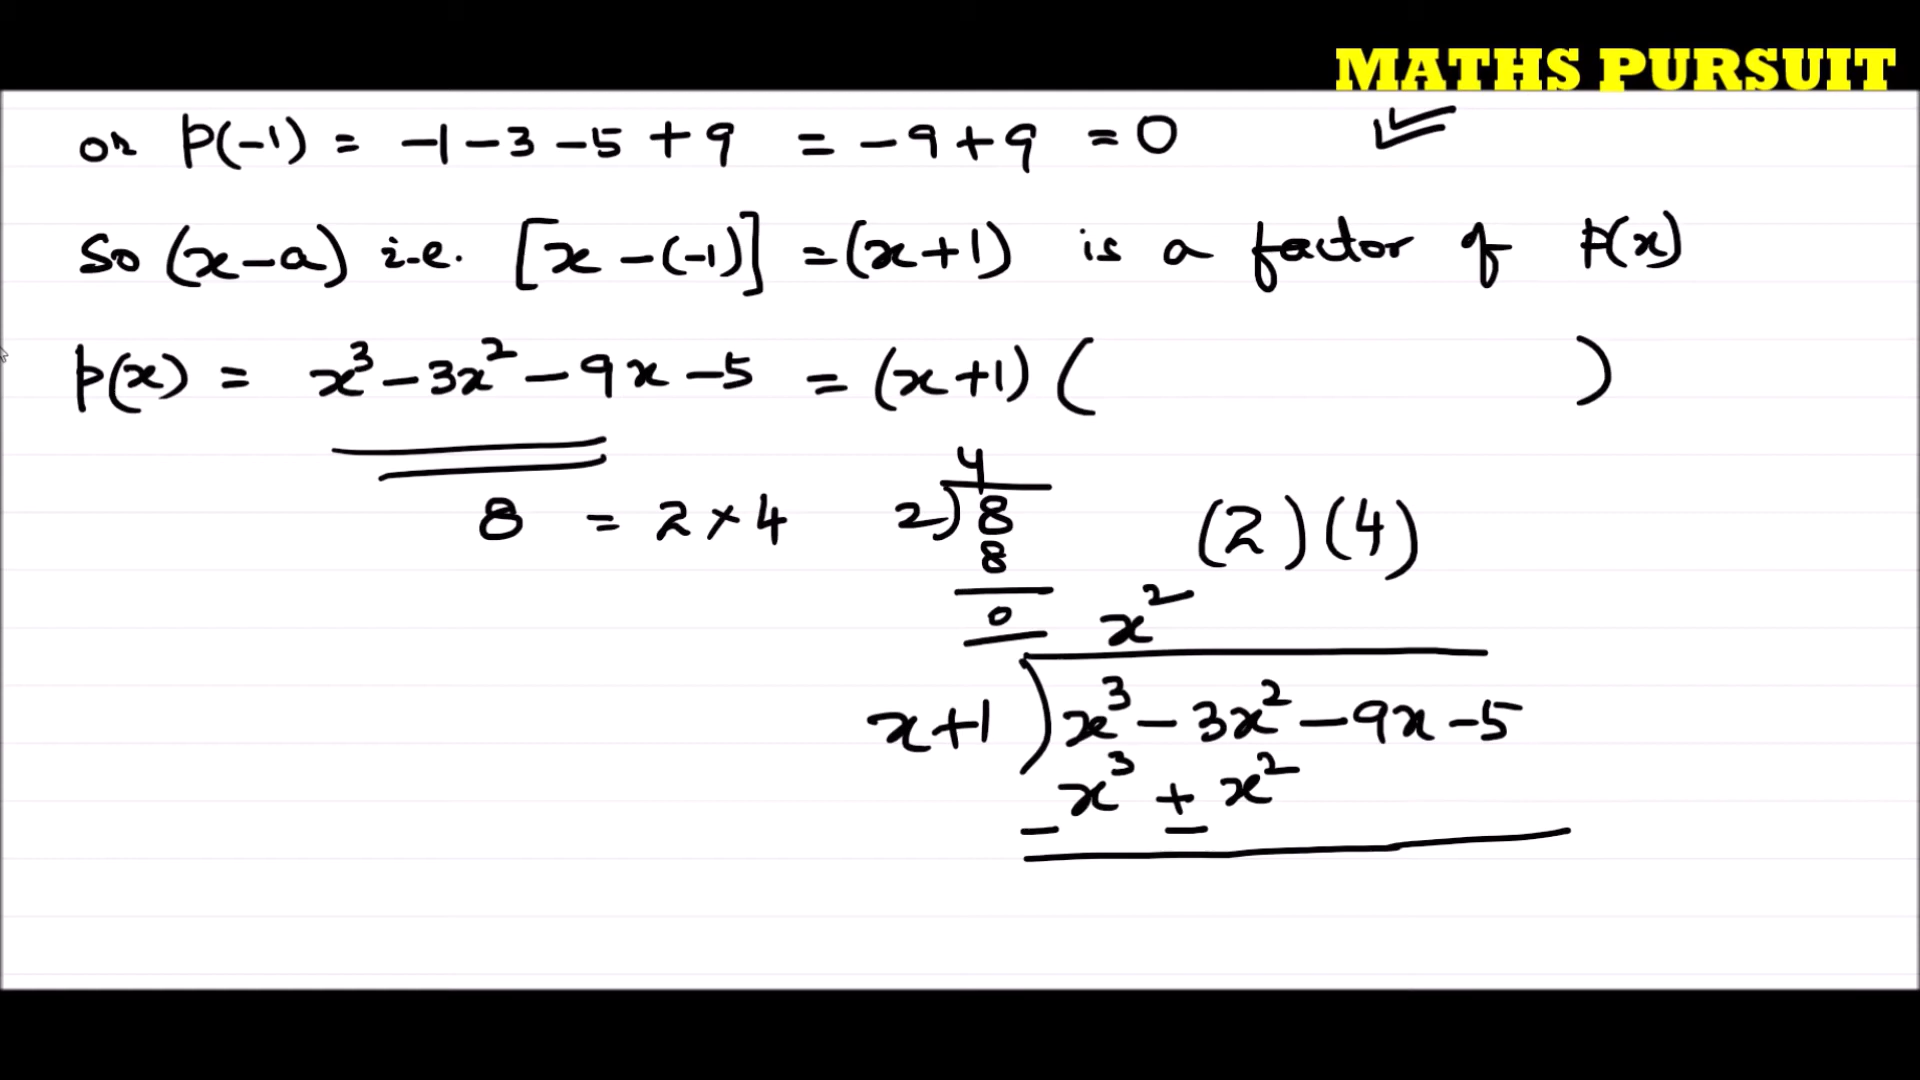 MATHS PURSUIT
or p(-1) = -1-3-5+9 = -9+9 = 0
So (x-a) i.e. [x-(-1)] = (x+1) is a factor of p(x)
p(x) = x³-3x²-9x-5 = (x+1)( )
4
8 = 2×4 2)8 (2)(4)
8
0
x²
x+1)x³-3x²-9x-5
x³+x²
- -